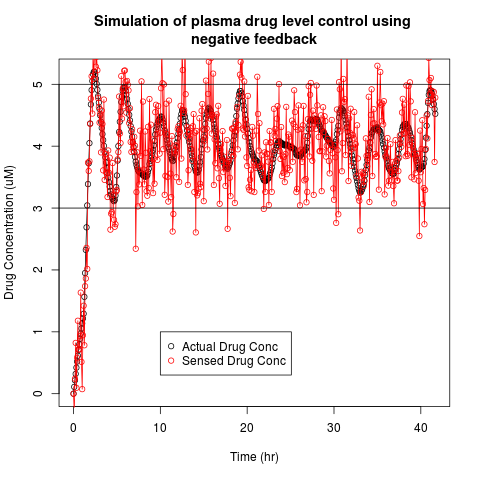 Simulation of plasma drug level control using
negative feedback
Drug Concentration (uM)
5
4
3
2
1
0
Actual Drug Conc
Sensed Drug Conc
0 10 20 30 40
Time (hr)